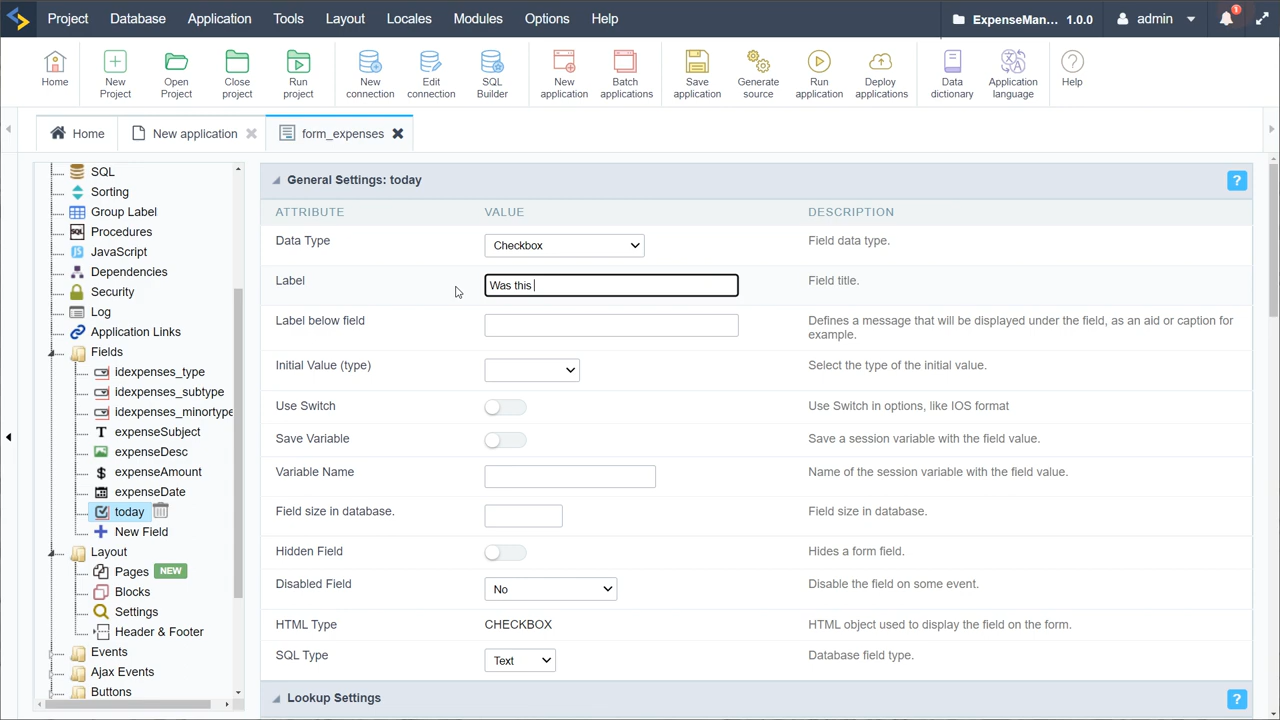 Project Database Application Tools Layout Locales Modules Options Help ExpenseMan... 1.0.0 admin 1
Home
New Project
Open Project
Close project
Run project
New connection
Edit connection
SQL Builder
New application
Batch applications
Save application
Generate source
Run application
Deploy applications
Data dictionary
Application language
Help
Home New application form_expenses
SQL
Sorting
Group Label
Procedures
JavaScript
Dependencies
Security
Log
Application Links
Fields
idexpenses_type
idexpenses_subtype
idexpenses_minortype
expenseSubject
expenseDesc
expenseAmount
expenseDate
today
New Field
Layout
Pages NEW
Blocks
Settings
Header & Footer
Events
Ajax Events
Buttons
General Settings: today ?
ATTRIBUTE VALUE DESCRIPTION
Data Type Checkbox Field data type.
Label Was this Field title.
Label below field Defines a message that will be displayed under the field, as an aid or caption for
example.
Initial Value (type) Select the type of the initial value.
Use Switch Use Switch in options, like IOS format
Save Variable Save a session variable with the field value.
Variable Name Name of the session variable with the field value.
Field size in database. Field size in database.
Hidden Field Hides a form field.
Disabled Field No Disable the field on some event.
HTML Type CHECKBOX HTML object used to display the field on the form.
SQL Type Text Database field type.
Lookup Settings ?